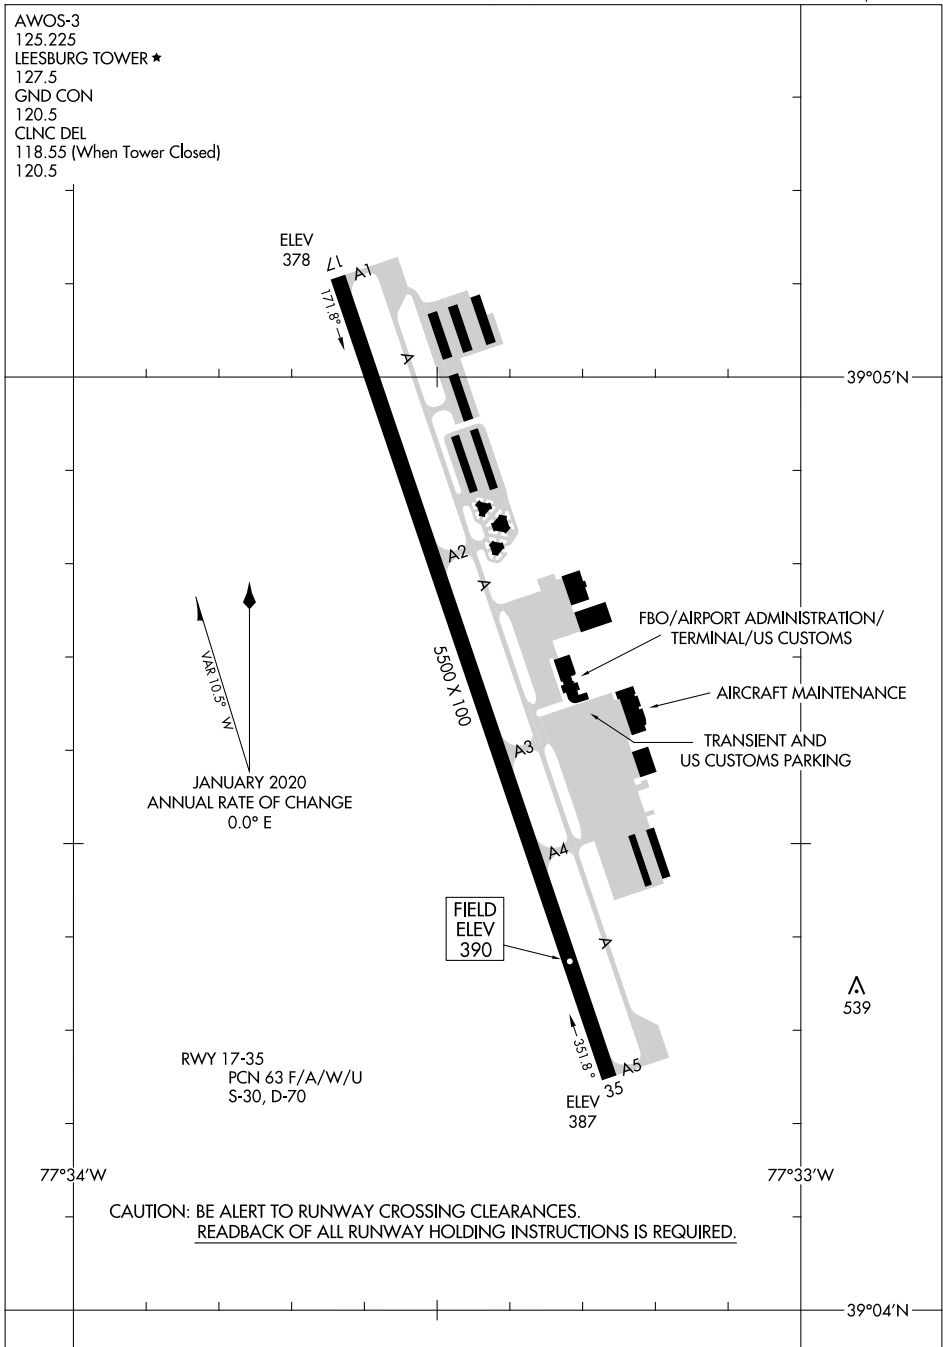 AWOS-3
125.225
LEESBURG TOWER ★
127.5
GND CON
120.5
CLNC DEL
118.55 (When Tower Closed)
120.5
ELEV
378
17
A1
171.8°
A
39°05'N
A2
A
FBO/AIRPORT ADMINISTRATION/
TERMINAL/US CUSTOMS
VAR 10.5° W
5500 X 100
AIRCRAFT MAINTENANCE
A3
TRANSIENT AND
US CUSTOMS PARKING
JANUARY 2020
ANNUAL RATE OF CHANGE
0.0° E
A4
FIELD
ELEV
390
A
539
351.8°
RWY 17-35
PCN 63 F/A/W/U
S-30, D-70
A5
35
ELEV
387
77°34'W
77°33'W
CAUTION: BE ALERT TO RUNWAY CROSSING CLEARANCES.
READBACK OF ALL RUNWAY HOLDING INSTRUCTIONS IS REQUIRED.
39°04'N